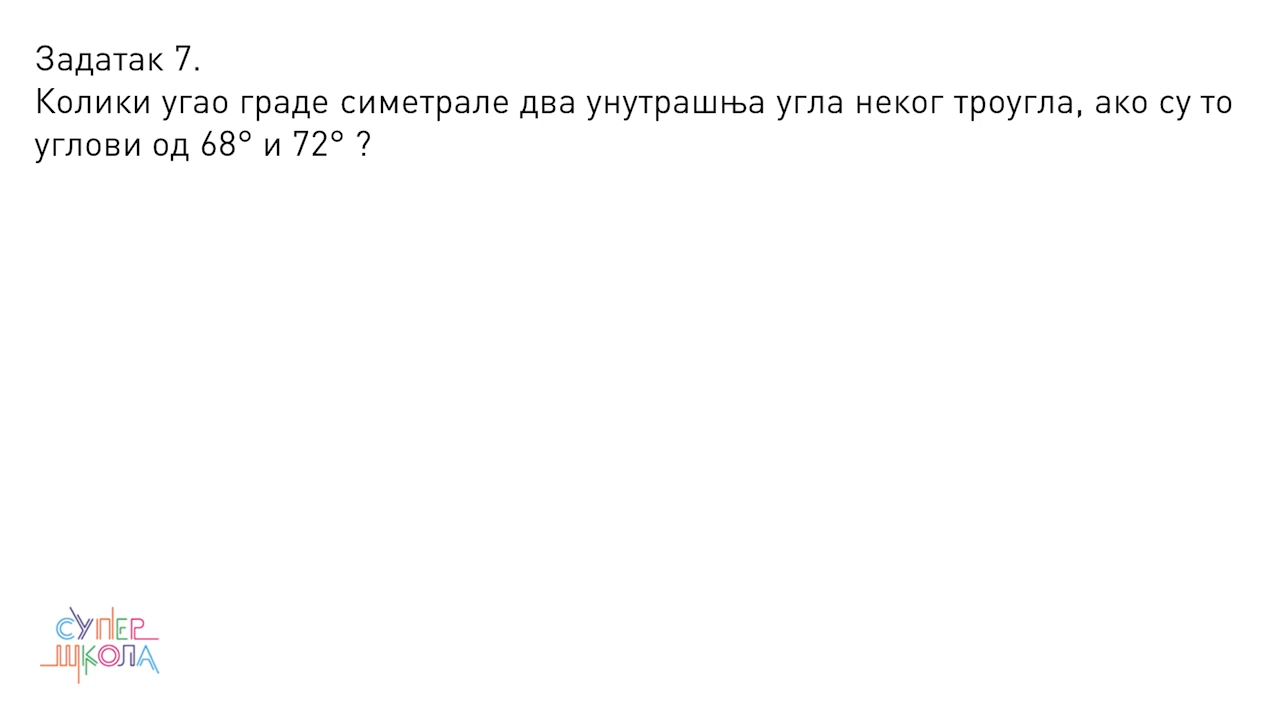 Задатак 7.
Колики угао граде симетрале два унутрашња угла неког троугла, ако су то
углови од 68° и 72° ?
СУПЕР
ШКОЛА